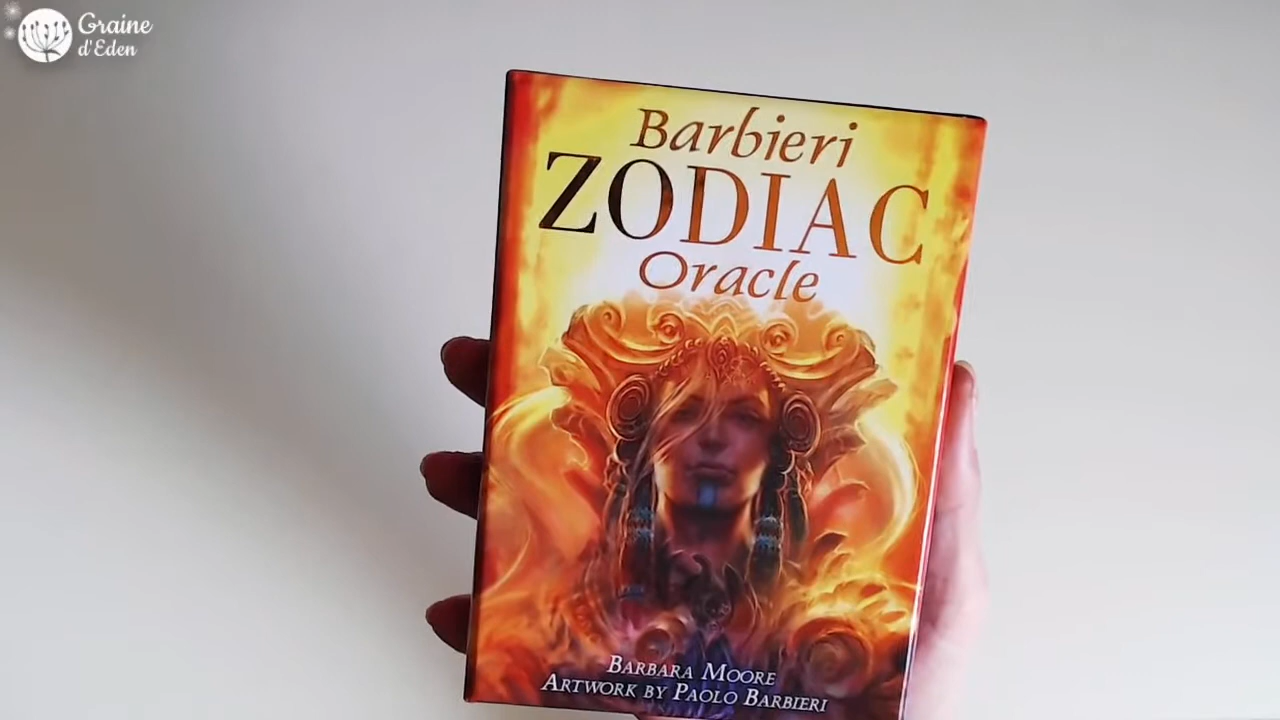 Graine
d'Eden
Barbieri
ZODIAC
Oracle
BARBARA MOORE
ARTWORK BY PAOLO BARBIERI